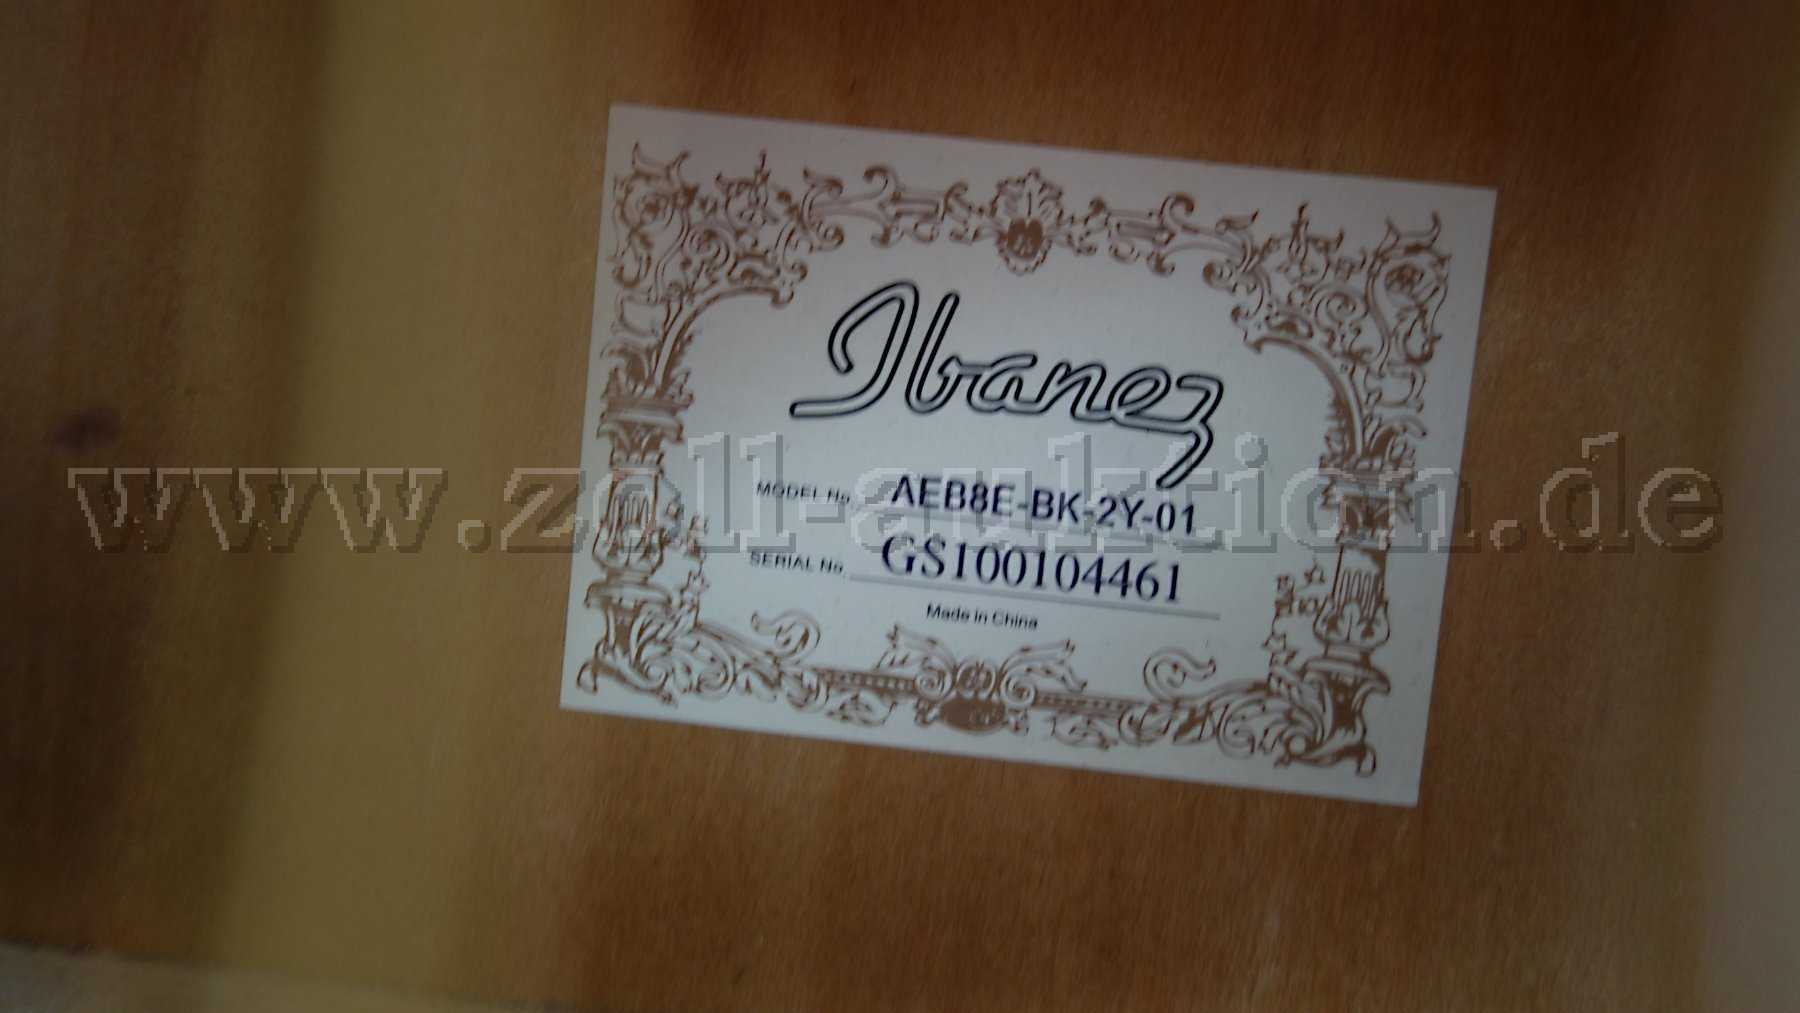 Ibanez
MODEL No. AEB8E-BK-2Y-01
SERIAL No. GS100104461
Made in China
www.zoll-auktion.de